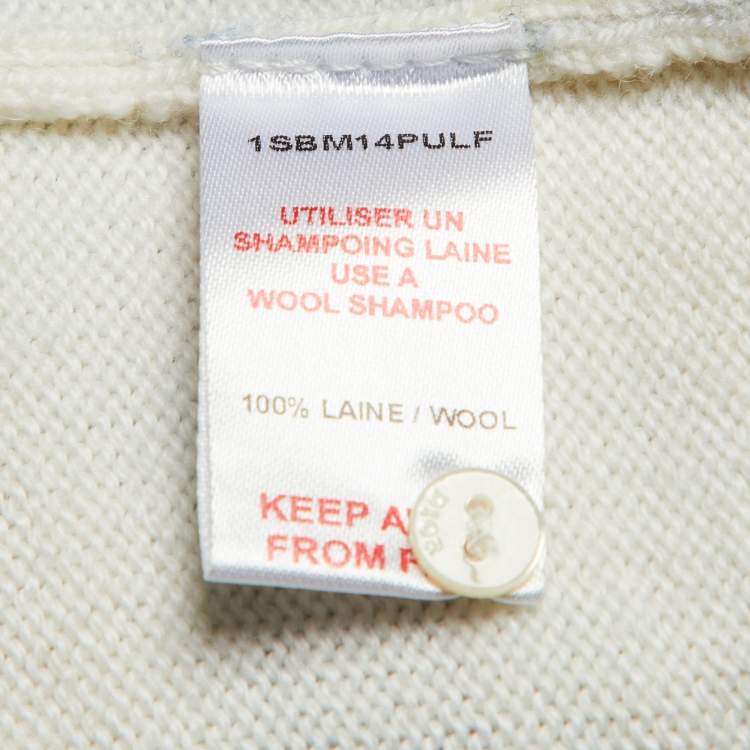 1SBM14PULF
UTILISER UN
SHAMPOING LAINE
USE A
WOOL SHAMPOO
100% LAINE / WOOL
KEEP
FROM